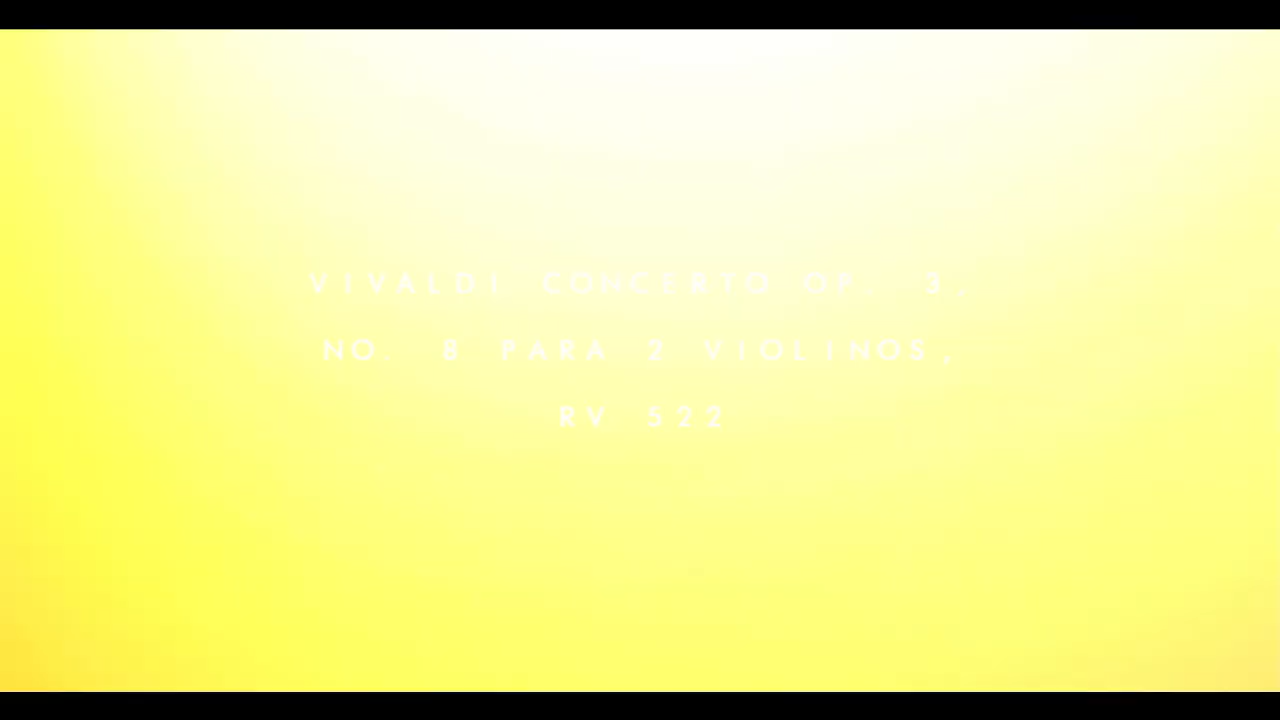 VIVALDI CONCERTO OP. 3,
NO. 8 PARA 2 VIOLINOS,
RV 522